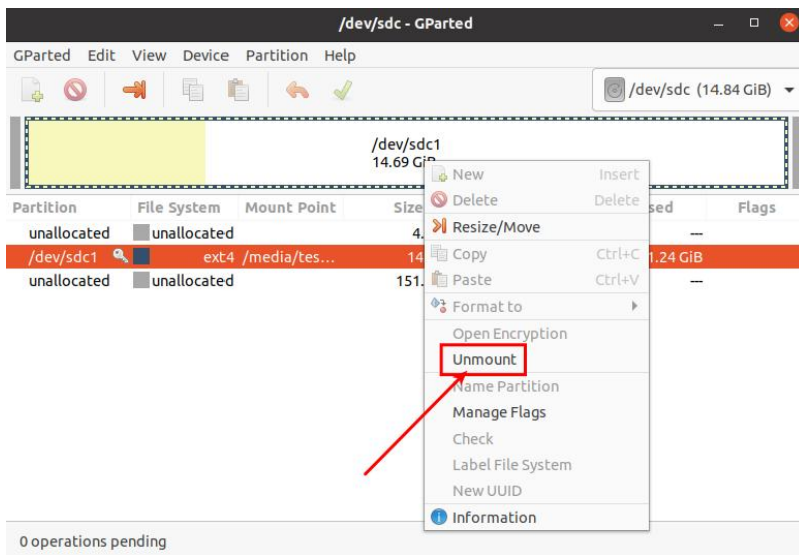 /dev/sdc - GParted
GParted Edit View Device Partition Help
/dev/sdc (14.84 GiB)
/dev/sdc1
14.69 GiB
Partition File System Mount Point Size sed Flags
unallocated unallocated 4. ---
/dev/sdc1 ext4 /media/tes... 14 1.24 GiB
unallocated unallocated 151. ---
New Insert
Delete Delete
Resize/Move
Copy Ctrl+C
Paste Ctrl+V
Format to
Open Encryption
Unmount
Name Partition
Manage Flags
Check
Label File System
New UUID
Information
0 operations pending